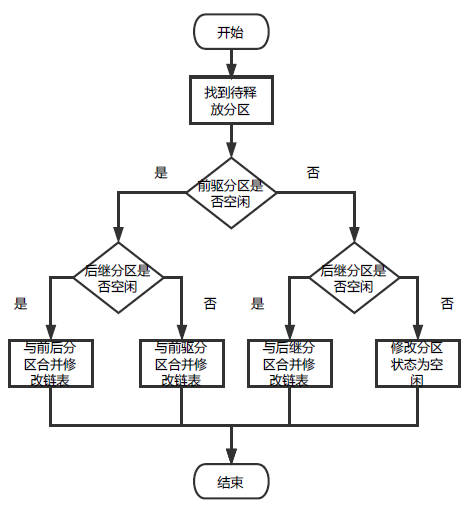 开始
找到待释
放分区
是
否
前驱分区是
否空闲
后继分区是
否空闲
后继分区是
否空闲
是
否
是
否
与前后分
区合并修
改链表
与前驱分
区合并修
改链表
与后继分
区合并修
改链表
修改分区
状态为空
闲
结束